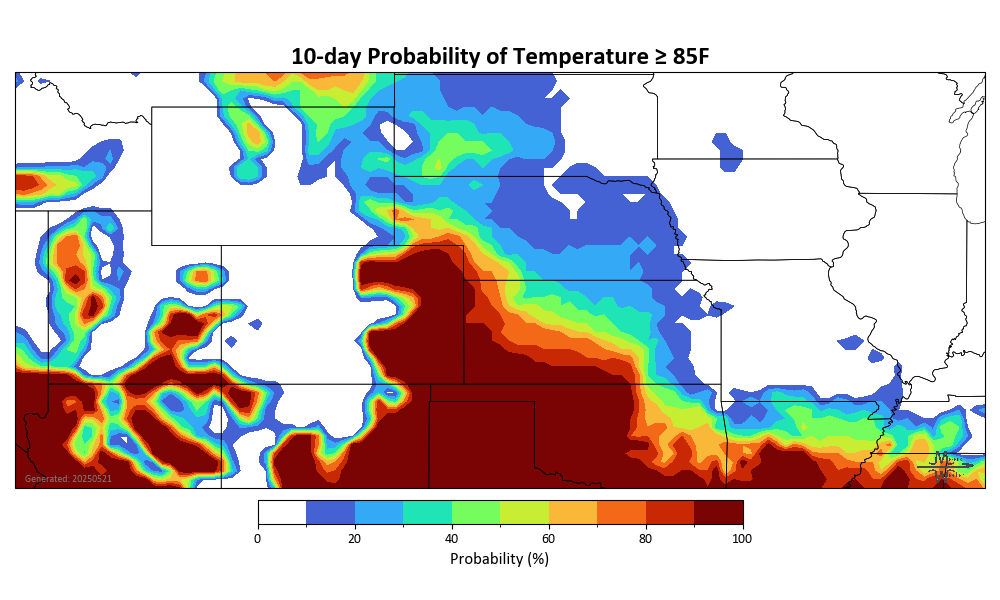 10-day Probability of Temperature ≥ 85F
Generated: 20250521
0 20 40 60 80 100
Probability (%)